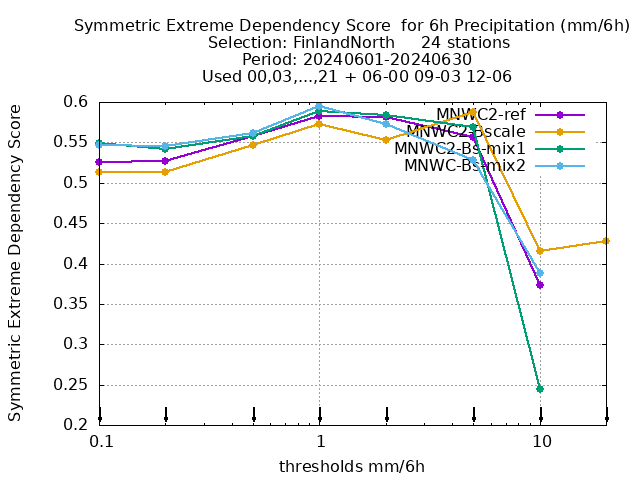 Symmetric Extreme Dependency Score  for 6h Precipitation (mm/6h)
Selection: FinlandNorth     24 stations
Period: 20240601-20240630
Used 00,03,...,21 + 06-00 09-03 12-06
Symmetric Extreme Dependency Score
0.6
0.55
0.5
0.45
0.4
0.35
0.3
0.25
0.2
MNWC2-ref
MNWC2-Bscale
MNWC2-Bs-mix1
MNWC-Bs-mix2
0.1
1
10
thresholds mm/6h